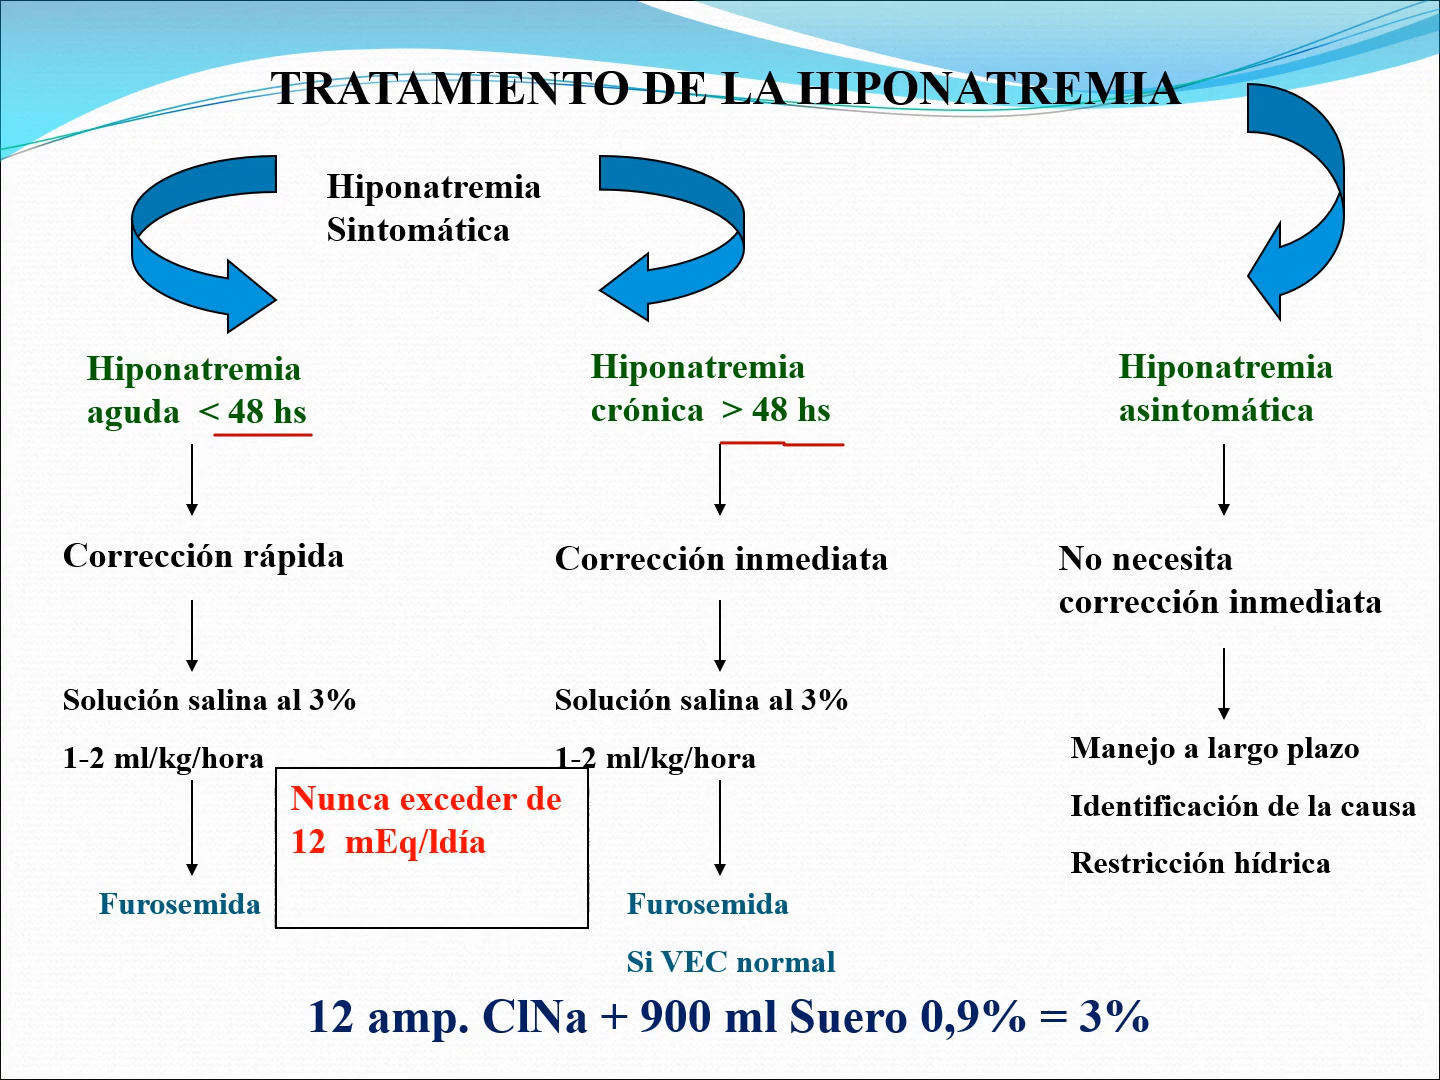 TRATAMIENTO DE LA HIPONATREMIA
Hiponatremia
Sintomática
Hiponatremia
aguda < 48 hs
Hiponatremia
crónica > 48 hs
Hiponatremia
asintomática
Corrección rápida
Corrección inmediata
No necesita
corrección inmediata
Solución salina al 3%
1-2 ml/kg/hora
Solución salina al 3%
1-2 ml/kg/hora
Manejo a largo plazo
Identificación de la causa
Restricción hídrica
Nunca exceder de
12 mEq/ldía
Furosemida
Furosemida
Si VEC normal
12 amp. ClNa + 900 ml Suero 0,9% = 3%